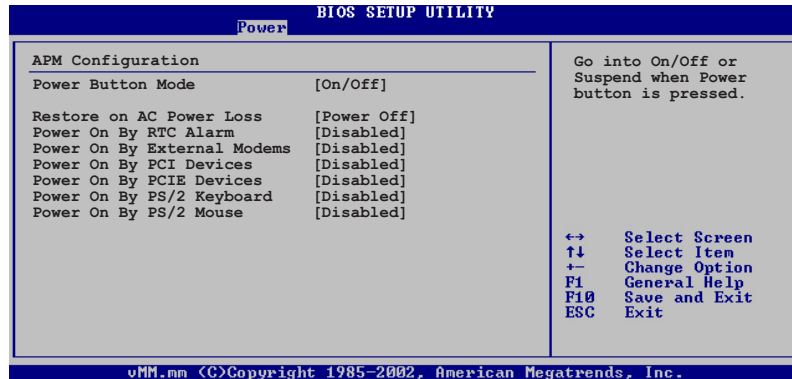 BIOS SETUP UTILITY
Power
APM Configuration
Power Button Mode [On/Off]
Restore on AC Power Loss [Power Off]
Power On By RTC Alarm [Disabled]
Power On By External Modems [Disabled]
Power On By PCI Devices [Disabled]
Power On By PCIE Devices [Disabled]
Power On By PS/2 Keyboard [Disabled]
Power On By PS/2 Mouse [Disabled]
Go into On/Off or
Suspend when Power
button is pressed.
←→ Select Screen
↑↓ Select Item
+- Change Option
F1 General Help
F10 Save and Exit
ESC Exit
vMM.mm (C)Copyright 1985-2002, American Megatrends, Inc.